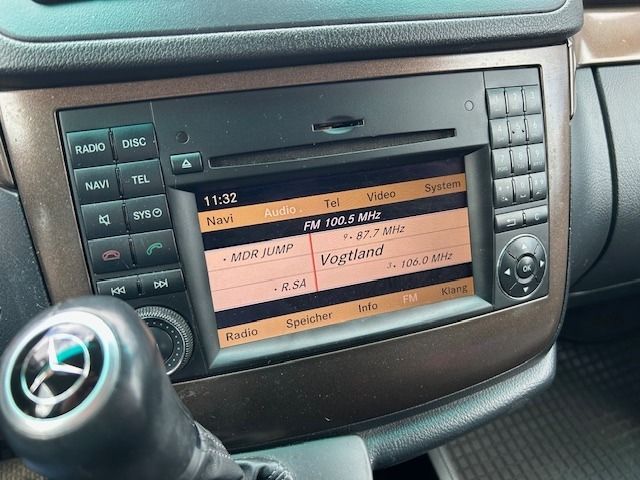 RADIO DISC
NAVI TEL
SYS
11:32
Navi Audio Tel Video System
FM 100.5 MHz
• MDR JUMP 9 • 87.7 MHz
Vogtland
• R.SA 3 • 106.0 MHz
Radio Speicher Info FM Klang
C
OK